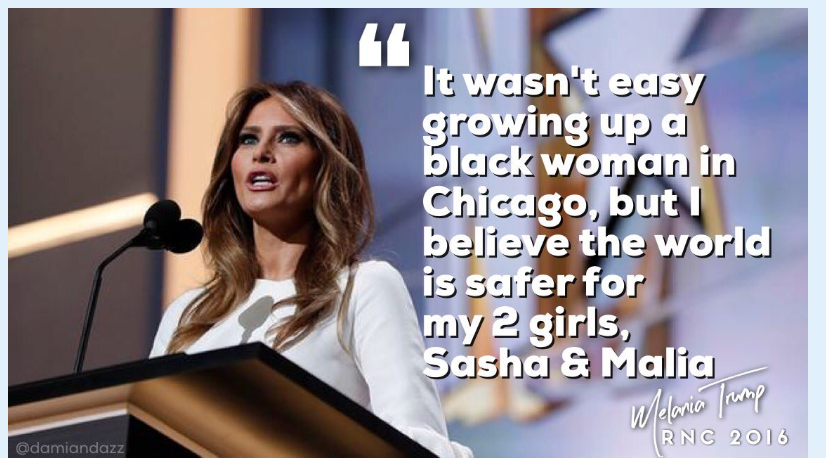 “
It wasn't easy
growing up a
black woman in
Chicago, but I
believe the world
is safer for
my 2 girls,
Sasha & Malia
Melania Trump
RNC 2016
@damiandazz